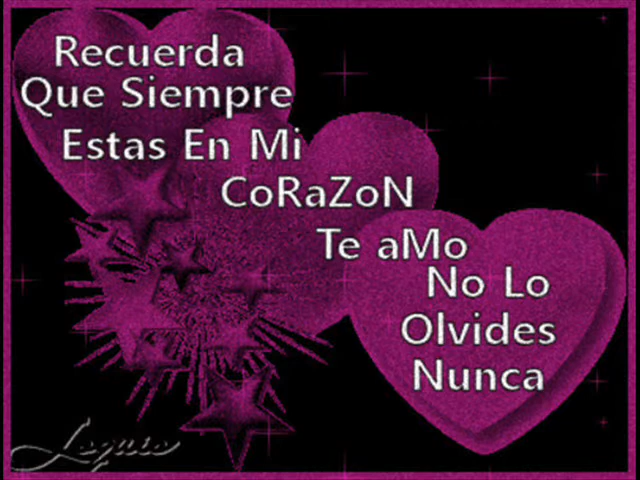 Recuerda
Que Siempre
Estas En Mi
CoRaZoN
Te aMo
No Lo
Olvides
Nunca